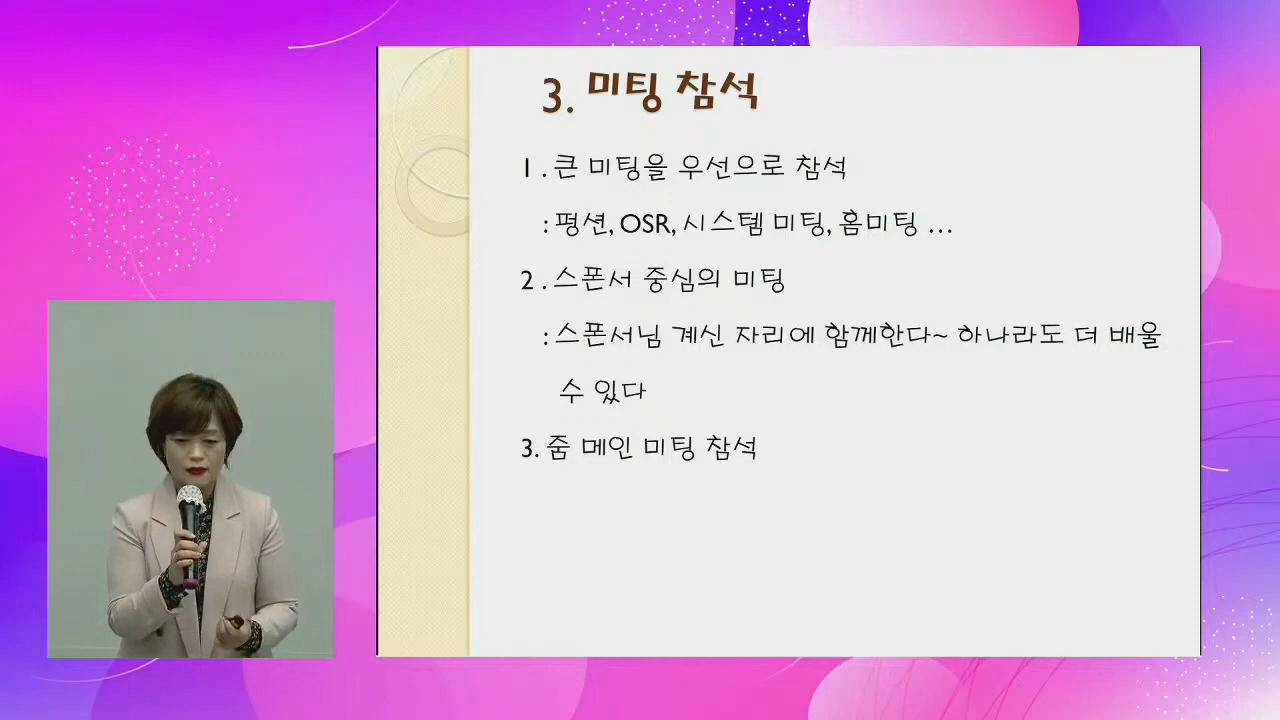 3. 미팅 참석
1 . 큰 미팅을 우선으로 참석
: 펑션, OSR, 시스템 미팅, 홈미팅 ...
2 . 스폰서 중심의 미팅
: 스폰서님 계신 자리에 함께한다~ 하나라도 더 배울
수 있다
3. 줌 메인 미팅 참석